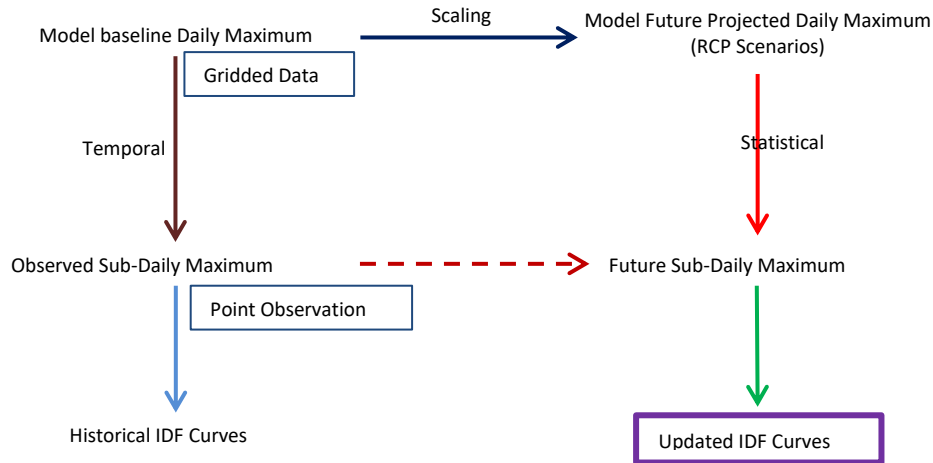 Scaling
Model baseline Daily Maximum
Model Future Projected Daily Maximum
(RCP Scenarios)
Gridded Data
Temporal
Statistical
Observed Sub-Daily Maximum
Future Sub-Daily Maximum
Point Observation
Historical IDF Curves
Updated IDF Curves